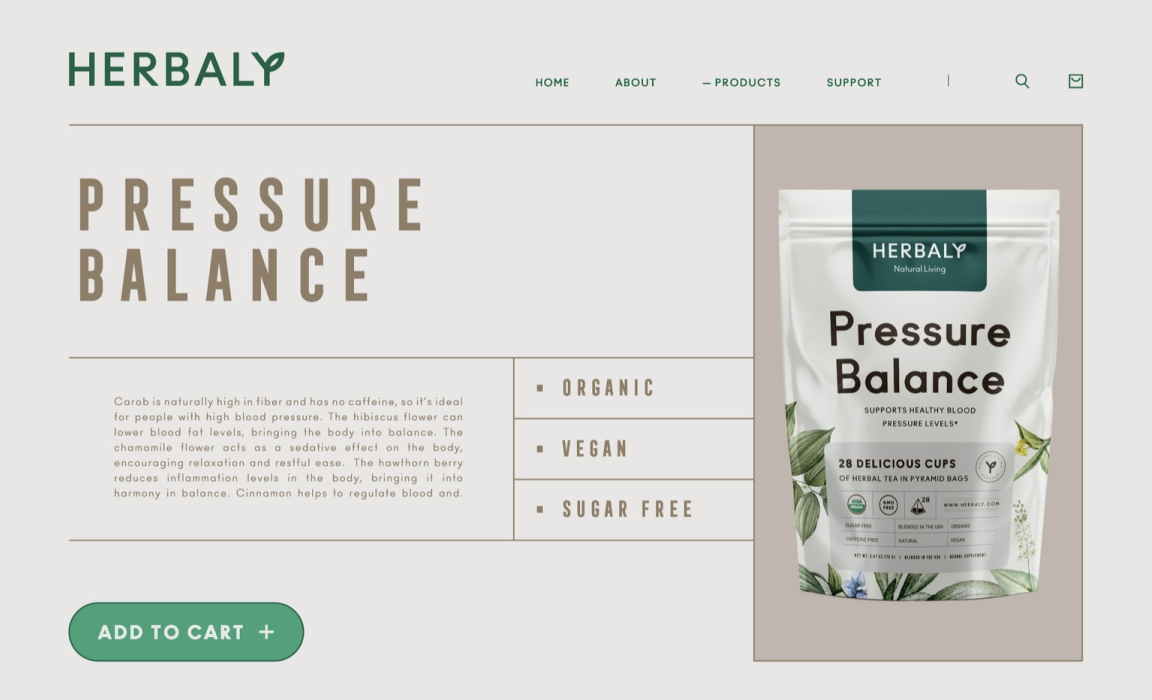 HERBALY
HOME ABOUT — PRODUCTS SUPPORT |
PRESSURE
BALANCE
Carob is naturally high in fiber and has no caffeine, so it's ideal
for people with high blood pressure. The hibiscus flower can
lower blood fat levels, bringing the body into balance. The
chamomile flower acts as a sedative effect on the body,
encouraging relaxation and restful ease. The hawthorn berry
reduces inflammation levels in the body, bringing it into
harmony in balance. Cinnamon helps to regulate blood and.
▪ ORGANIC
▪ VEGAN
▪ SUGAR FREE
ADD TO CART +
HERBALY
Natural Living
Pressure
Balance
SUPPORTS HEALTHY BLOOD
PRESSURE LEVELS*
28 DELICIOUS CUPS
OF HERBAL TEA IN PYRAMID BAGS
USDA
ORGANIC
GMO
FREE
28
WWW.HERBALY.COM
SUGAR FREE BLENDED IN THE USA ORGANIC
CAFFEINE FREE NATURAL VEGAN
BLENDED IN THE USA / HERBAL SUPPLEMENT